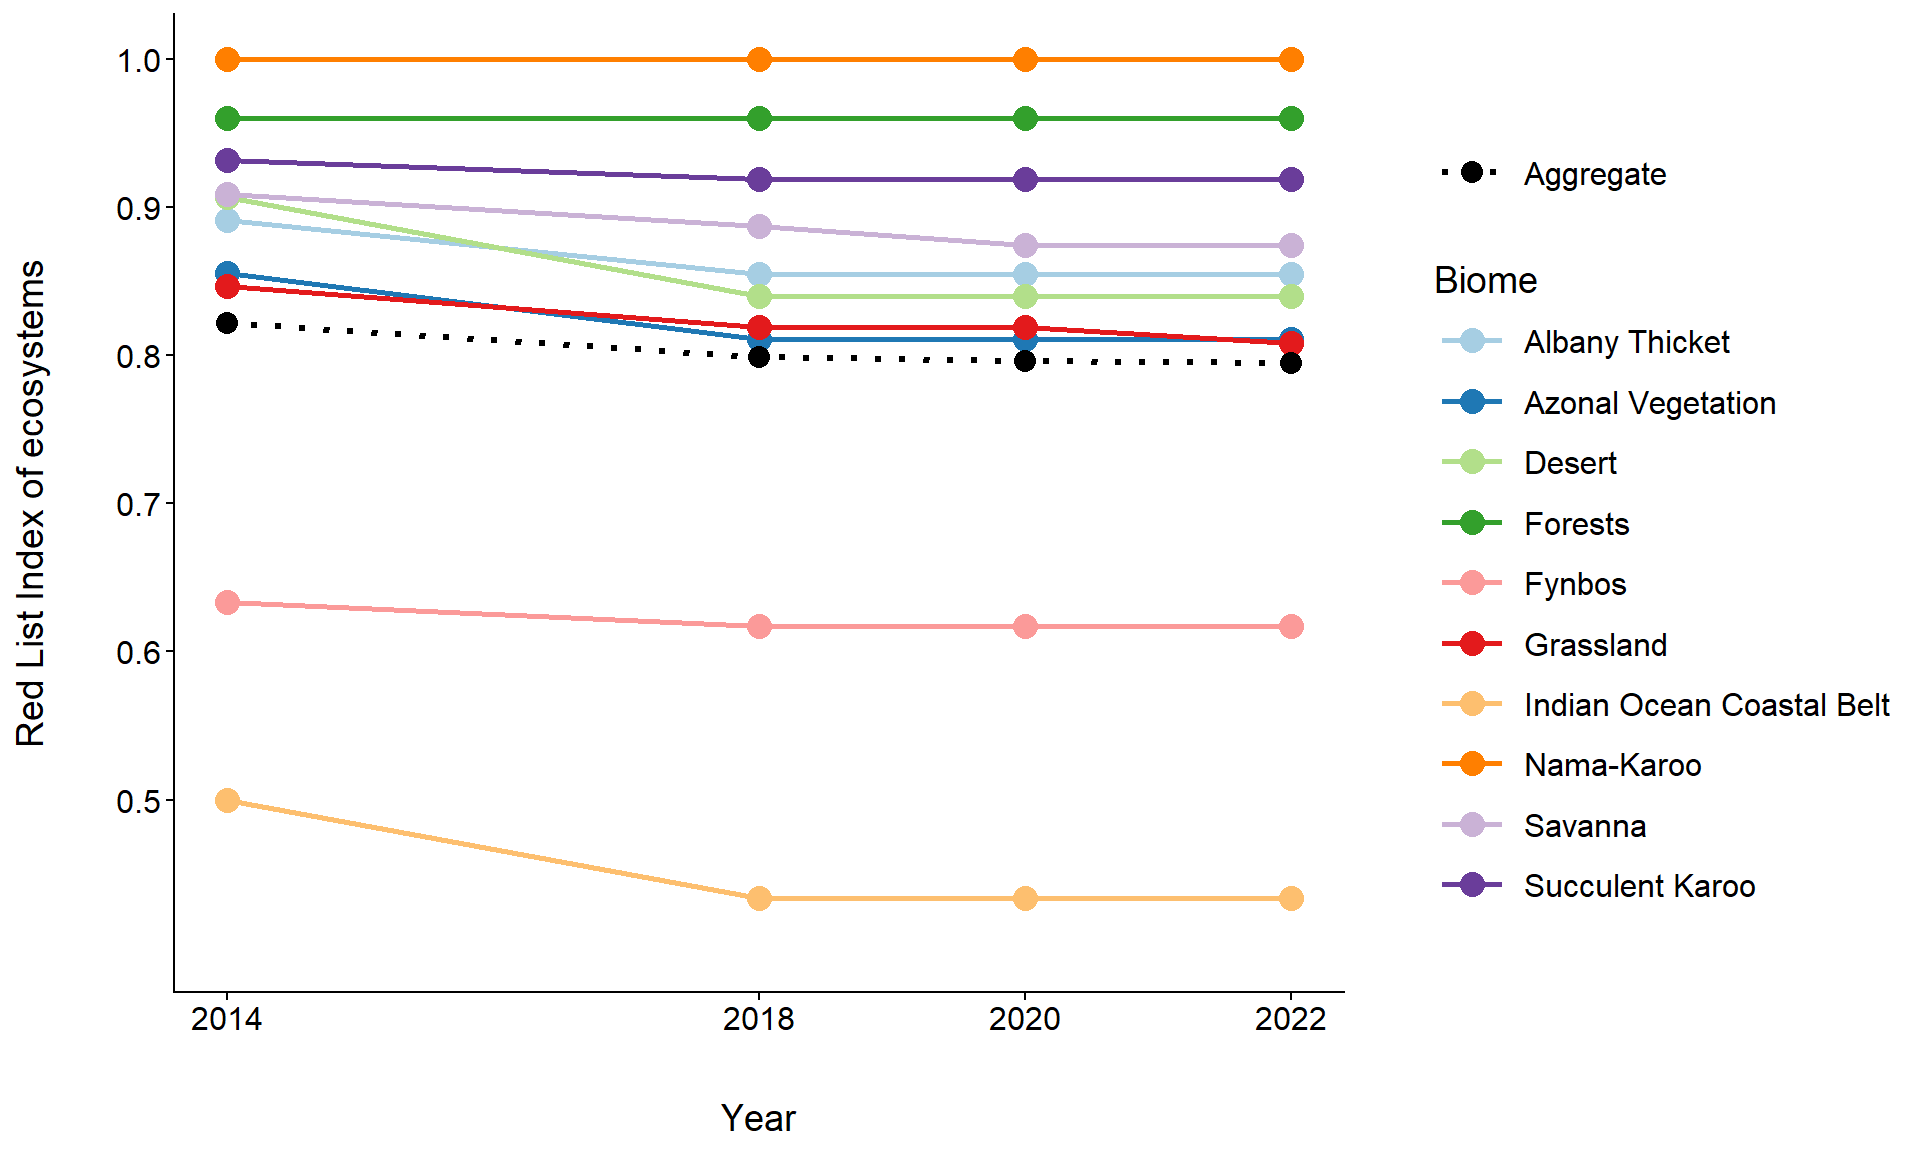 Red List Index of ecosystems
1.0
0.9
0.8
0.7
0.6
0.5
2014 2018 2020 2022
Year
Aggregate
Biome
Albany Thicket
Azonal Vegetation
Desert
Forests
Fynbos
Grassland
Indian Ocean Coastal Belt
Nama-Karoo
Savanna
Succulent Karoo